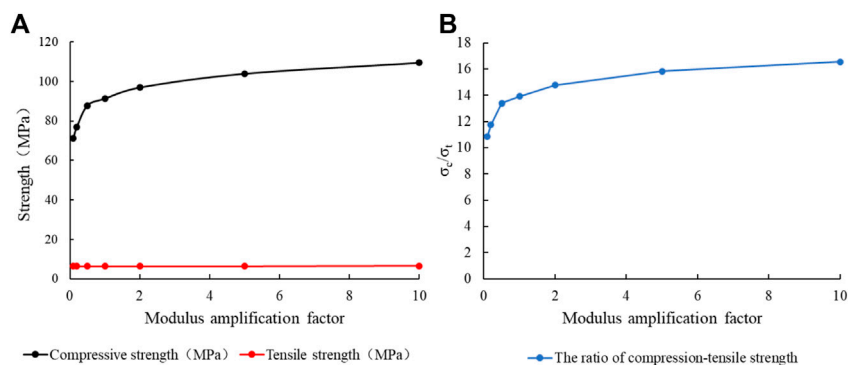 A
120
100
80
60
40
20
0
Strength（MPa）
0 2 4 6 8 10
Modulus amplification factor
Compressive strength（MPa） Tensile strength（MPa）
B
18
16
14
12
10
8
6
4
2
0
σc/σt
0 2 4 6 8 10
Modulus amplification factor
The ratio of compression-tensile strength